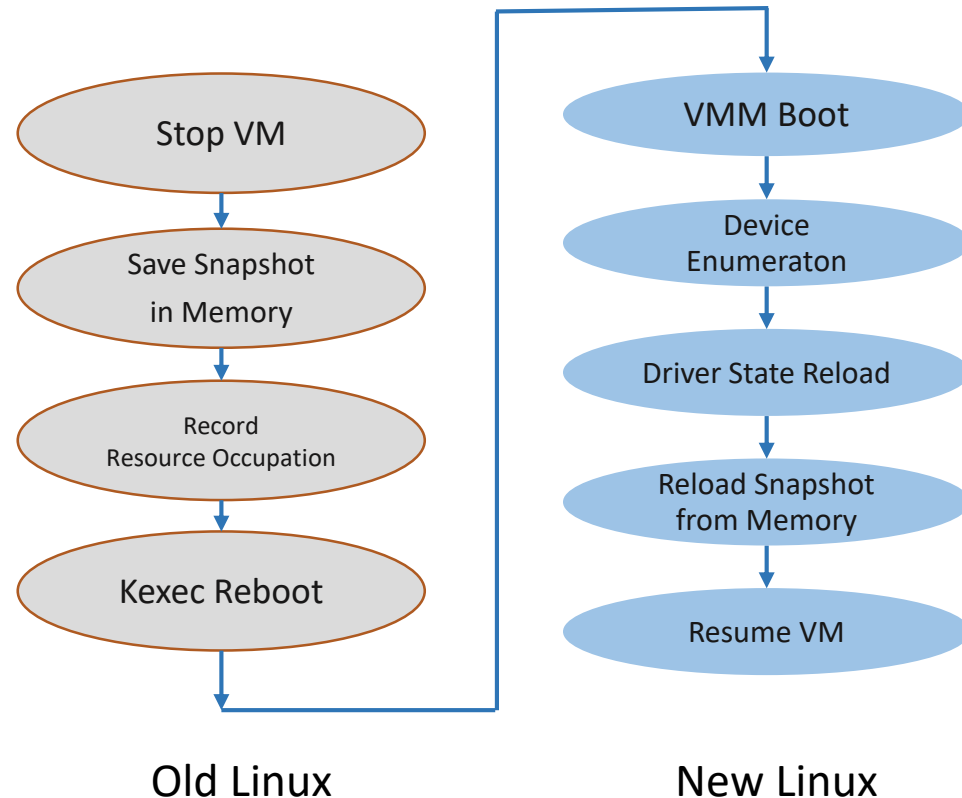 Stop VM
Save Snapshot
in Memory
Record
Resource Occupation
Kexec Reboot
Old Linux
VMM Boot
Device
Enumeraton
Driver State Reload
Reload Snapshot
from Memory
Resume VM
New Linux